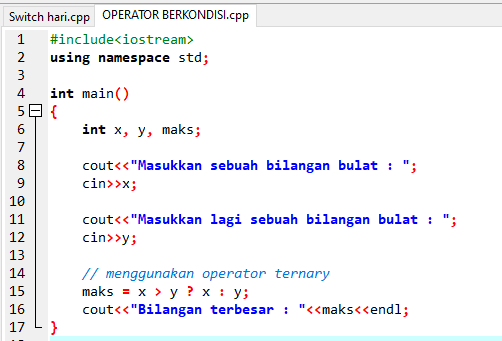 Switch hari.cpp OPERATOR BERKONDISI.cpp
1 #include<iostream>
2 using namespace std;
3
4 int main()
5 {
6 int x, y, maks;
7
8 cout<<"Masukkan sebuah bilangan bulat : ";
9 cin>>x;
10
11 cout<<"Masukkan lagi sebuah bilangan bulat : ";
12 cin>>y;
13
14 // menggunakan operator ternary
15 maks = x > y ? x : y;
16 cout<<"Bilangan terbesar : "<<maks<<endl;
17 }